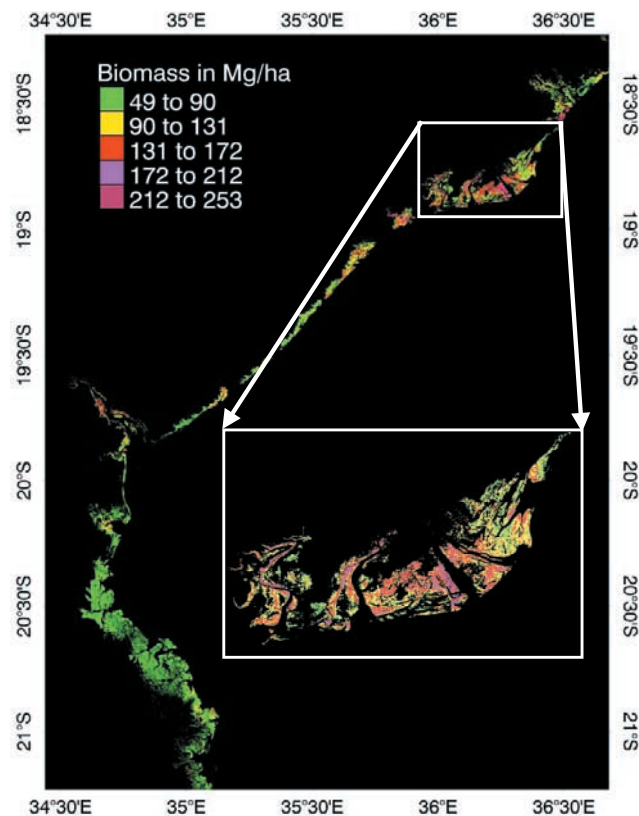 34°30'E 35°E 35°30'E 36°E 36°30'E
Biomass in Mg/ha
49 to 90
90 to 131
131 to 172
172 to 212
212 to 253
18°30'S 18°30'S
19°S 19°S
19°30'S 19°30'S
20°S 20°S
20°30'S 20°30'S
21°S 21°S
34°30'E 35°E 35°30'E 36°E 36°30'E